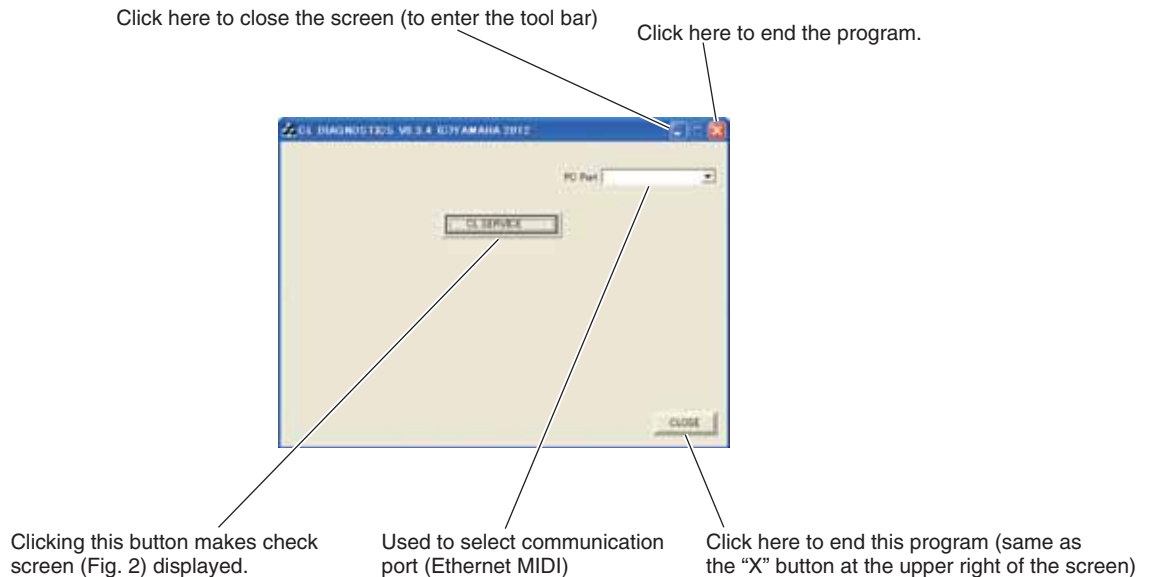 Click here to close the screen (to enter the tool bar)
Click here to end the program.
CL DIAGNOSTICS V0.3.4 (C)YAMAHA 2012
PC Port
CL SERVICE
CLOSE
Clicking this button makes check
screen (Fig. 2) displayed.
Used to select communication
port (Ethernet MIDI)
Click here to end this program (same as
the “X” button at the upper right of the screen)